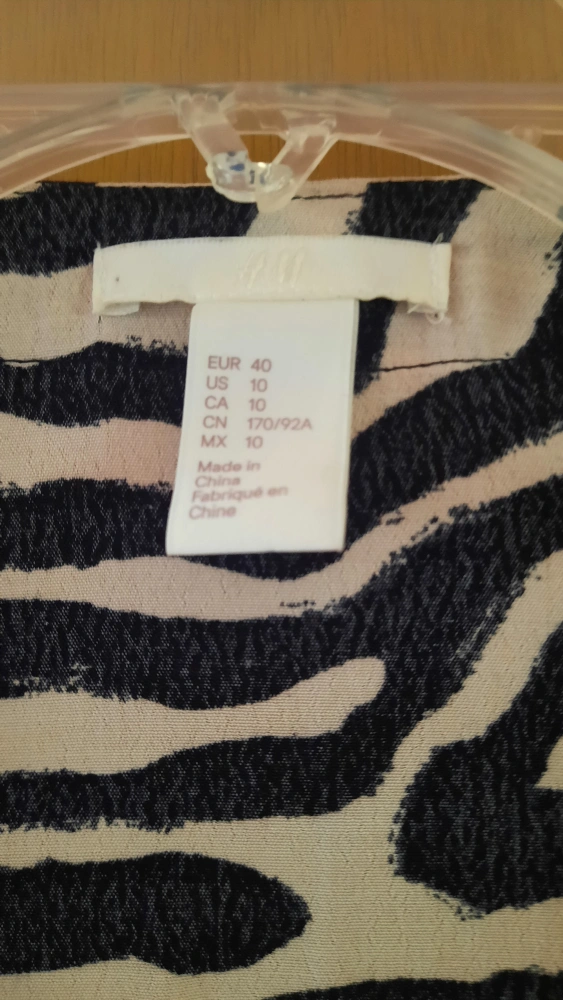 H&M
EUR 40
US 10
CA 10
CN 170/92A
MX 10
Made in
China
Fabriqué en
Chine